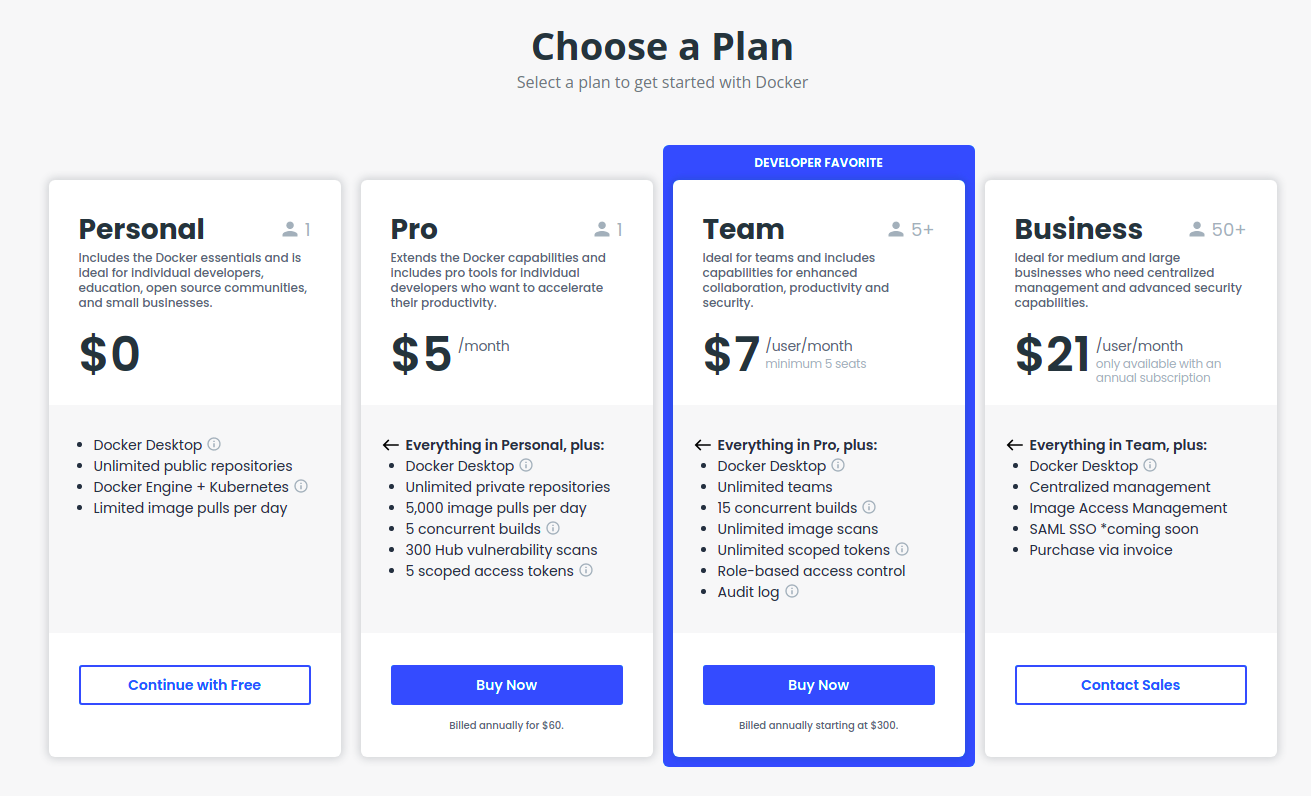 Choose a Plan
Select a plan to get started with Docker
Personal
1
Includes the Docker essentials and is
ideal for individual developers,
education, open source communities,
and small businesses.
$0
Docker Desktop
Unlimited public repositories
Docker Engine + Kubernetes
Limited image pulls per day
Continue with Free
Pro
1
Extends the Docker capabilities and
includes pro tools for individual
developers who want to accelerate
their productivity.
$5 /month
Everything in Personal, plus:
Docker Desktop
Unlimited private repositories
5,000 image pulls per day
5 concurrent builds
300 Hub vulnerability scans
5 scoped access tokens
Buy Now
Billed annually for $60.
DEVELOPER FAVORITE
Team
5+
Ideal for teams and includes
capabilities for enhanced
collaboration, productivity and
security.
$7 /user/month
minimum 5 seats
Everything in Pro, plus:
Docker Desktop
Unlimited teams
15 concurrent builds
Unlimited image scans
Unlimited scoped tokens
Role-based access control
Audit log
Buy Now
Billed annually starting at $300.
Business
50+
Ideal for medium and large
businesses who need centralized
management and advanced security
capabilities.
$21 /user/month
only available with an
annual subscription
Everything in Team, plus:
Docker Desktop
Centralized management
Image Access Management
SAML SSO *coming soon
Purchase via invoice
Contact Sales